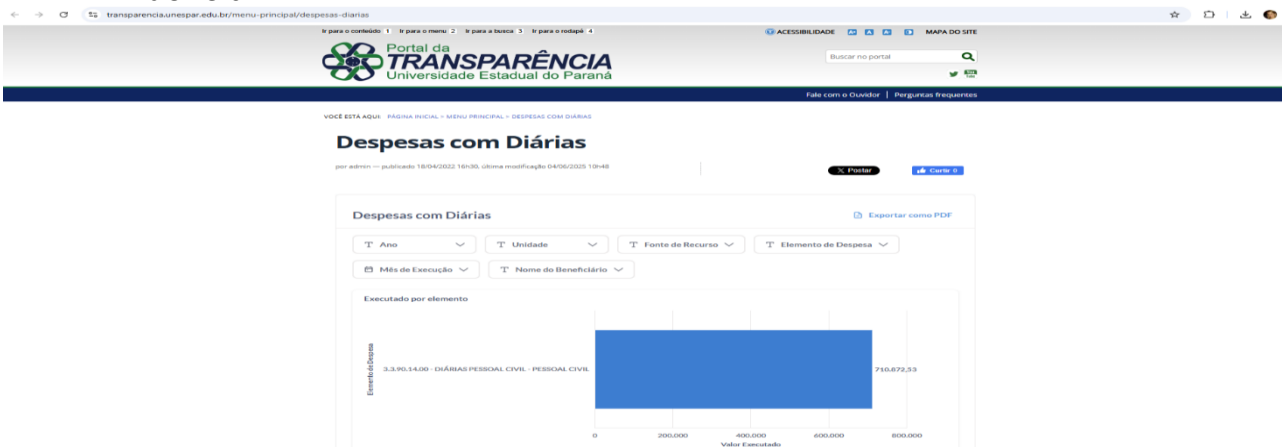 transparencia.unespar.edu.br/menu-principal/despesas-diarias
Ir para o conteúdo 1 Ir para o menu 2 Ir para a busca 3 Ir para o rodapé 4
ACESSIBILIDADE MAPA DO SITE
Portal da
TRANSPARÊNCIA
Universidade Estadual do Paraná
Buscar no portal
Fale com o Ouvidor | Perguntas frequentes
VOCÊ ESTÁ AQUI: PÁGINA INICIAL > MENU PRINCIPAL > DESPESAS COM DIÁRIAS
Despesas com Diárias
por admin — publicado 18/04/2022 16h30, última modificação 04/06/2025 10h48
X Postar
Curtir 0
Despesas com Diárias
Exportar como PDF
Ano
Unidade
Fonte de Recurso
Elemento de Despesa
Mês de Execução
Nome do Beneficiário
Executado por elemento
Elemento de Despesa
3.3.90.14.00 - DIÁRIAS PESSOAL CIVIL - PESSOAL CIVIL
710.872,53
0 200.000 400.000 600.000 800.000
Valor Executado